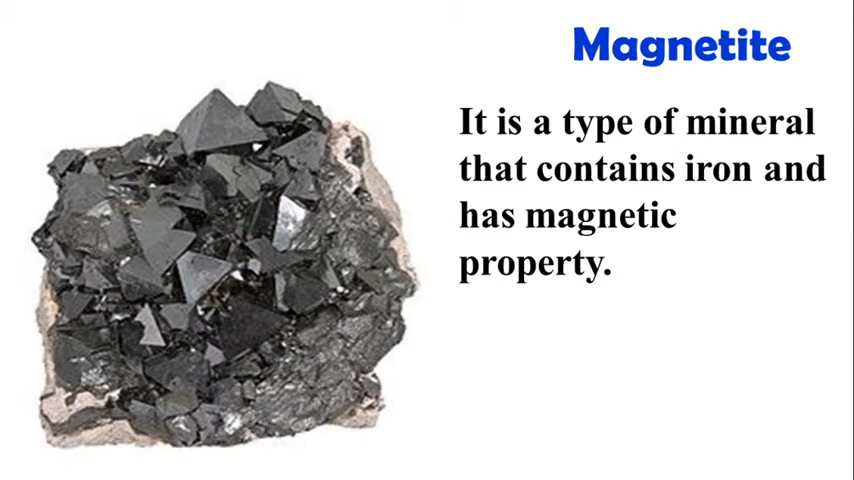 Magnetite
It is a type of mineral
that contains iron and
has magnetic
property.